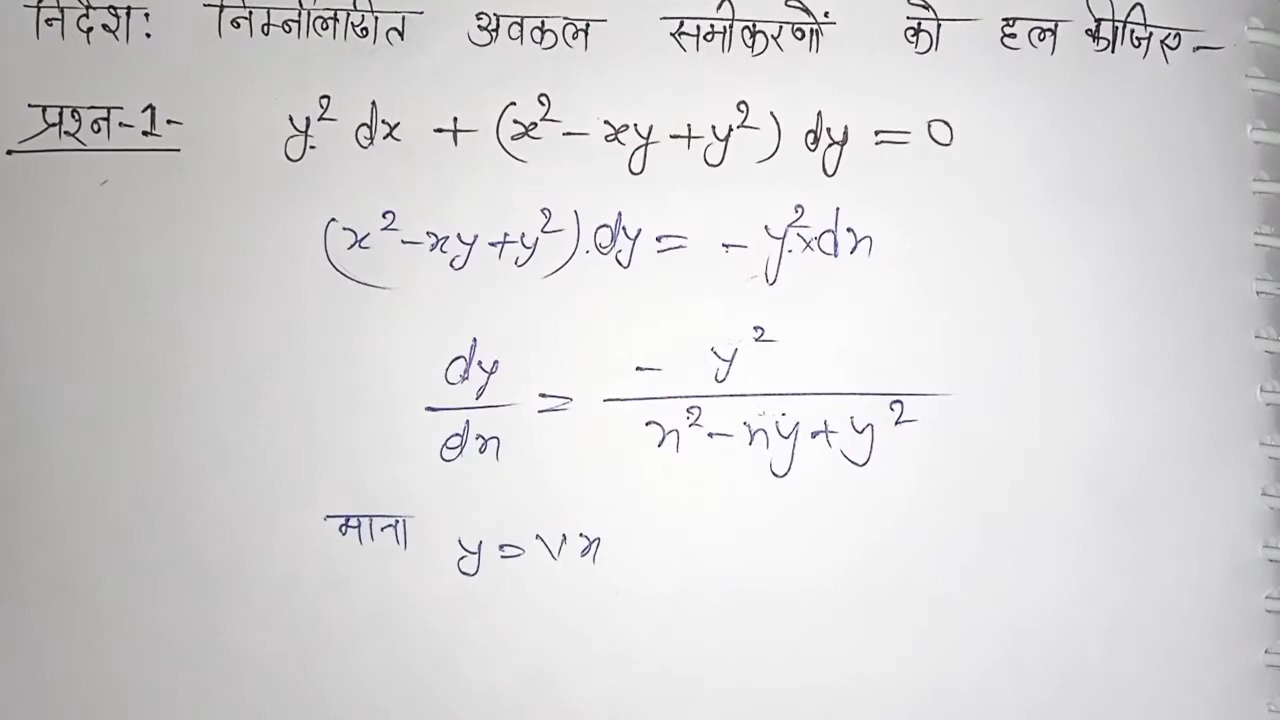 निर्देश: निम्नलिखित अवकल समीकरणों को हल कीजिए -
प्रश्न-1- y² dx + (x² - xy + y²) dy = 0
(x² - xy + y²).dy = - y² × dx
dy/dx = - y² / x² - xy + y²
माना y = vx